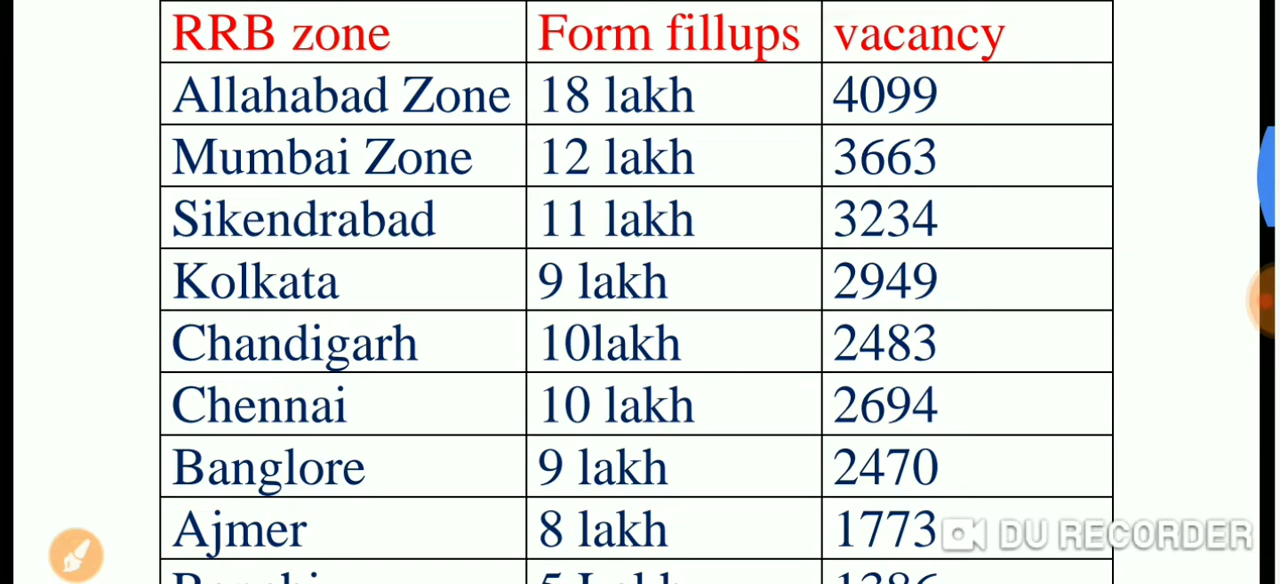 RRB zone Form fillups vacancy
Allahabad Zone 18 lakh 4099
Mumbai Zone 12 lakh 3663
Sikendrabad 11 lakh 3234
Kolkata 9 lakh 2949
Chandigarh 10lakh 2483
Chennai 10 lakh 2694
Banglore 9 lakh 2470
Ajmer 8 lakh 1773
DU RECORDER